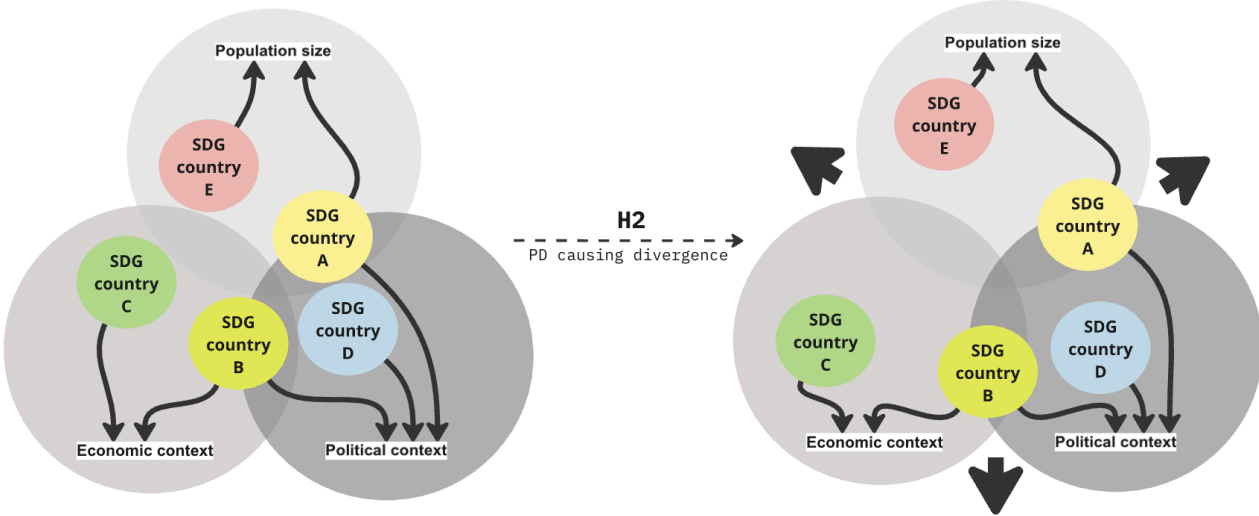 Population size
SDG
country
E
SDG
country
A
SDG
country
C
SDG
country
B
SDG
country
D
Economic context
Political context
H2
PD causing divergence
Population size
SDG
country
E
SDG
country
A
SDG
country
C
SDG
country
B
SDG
country
D
Economic context
Political context